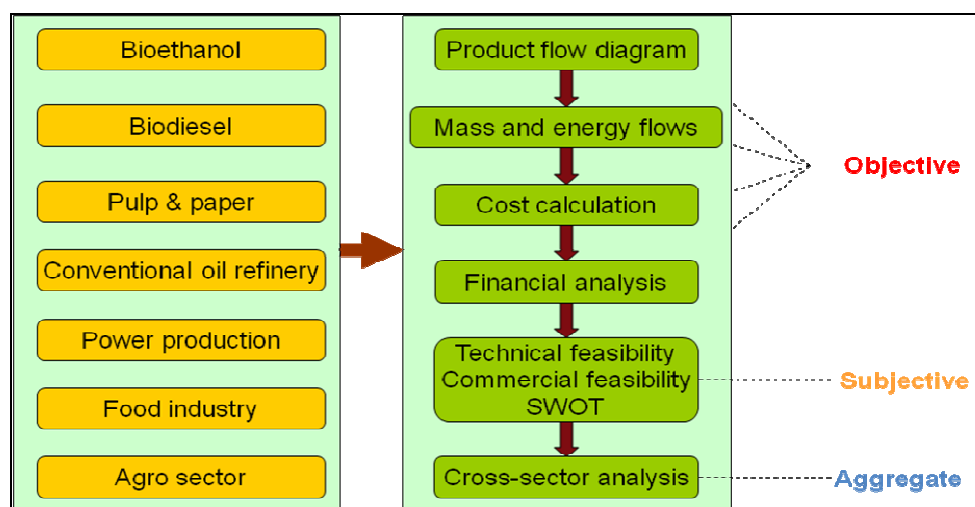 Bioethanol
Biodiesel
Pulp & paper
Conventional oil refinery
Power production
Food industry
Agro sector
Product flow diagram
Mass and energy flows
Cost calculation
Financial analysis
Technical feasibility
Commercial feasibility
SWOT
Cross-sector analysis
Objective
Subjective
Aggregate